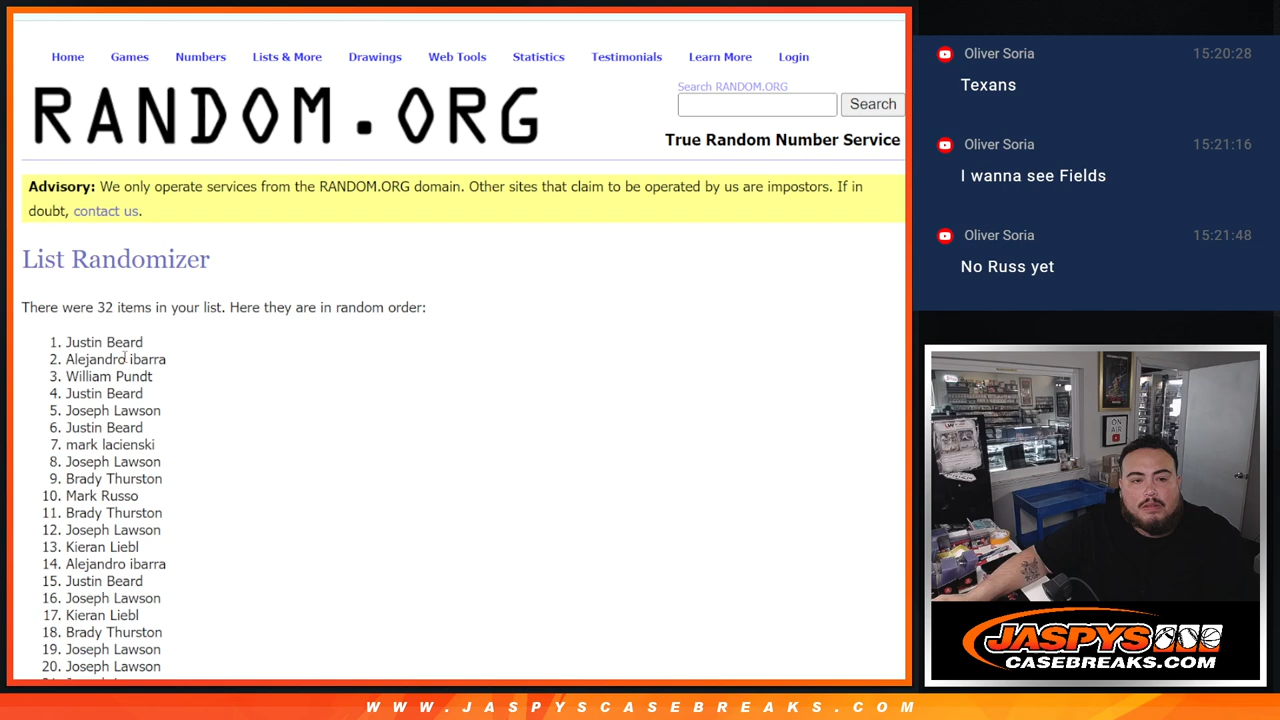 Home Games Numbers Lists & More Drawings Web Tools Statistics Testimonials Learn More Login
RANDOM.ORG
Search RANDOM.ORG
Search
True Random Number Service
Advisory: We only operate services from the RANDOM.ORG domain. Other sites that claim to be operated by us are impostors. If in
doubt, contact us.
List Randomizer
There were 32 items in your list. Here they are in random order:
1. Justin Beard
2. Alejandro ibarra
3. William Pundt
4. Justin Beard
5. Joseph Lawson
6. Justin Beard
7. mark lacienski
8. Joseph Lawson
9. Brady Thurston
10. Mark Russo
11. Brady Thurston
12. Joseph Lawson
13. Kieran Liebl
14. Alejandro ibarra
15. Justin Beard
16. Joseph Lawson
17. Kieran Liebl
18. Brady Thurston
19. Joseph Lawson
20. Joseph Lawson
Oliver Soria 15:20:28
Texans
Oliver Soria 15:21:16
I wanna see Fields
Oliver Soria 15:21:48
No Russ yet
ON AIR
JASPYS
CASEBREAKS.COM
WWW.JASPYSCASEBREAKS.COM